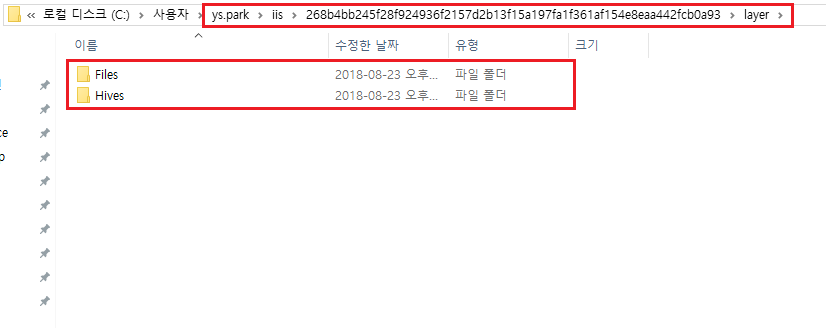 « 로컬 디스크 (C:) > 사용자 > ys.park > iis > 268b4bb245f28f924936f2157d2b13f15a197fa1f361af154e8eaa442fcb0a93 > layer >
이름 수정한 날짜 유형 크기
Files 2018-08-23 오후... 파일 폴더
Hives 2018-08-23 오후... 파일 폴더
ce